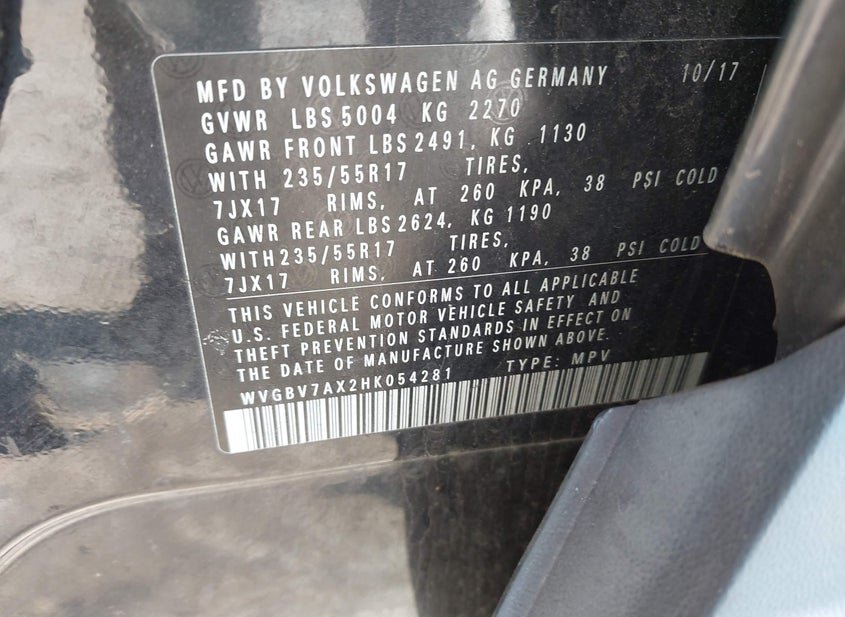 MFD BY VOLKSWAGEN AG GERMANY 10/17
GVWR LBS 5004 KG 2270
GAWR FRONT LBS 2491, KG 1130
WITH 235/55R17 TIRES,
7JX17 RIMS, AT 260 KPA, 38 PSI COLD
GAWR REAR LBS 2624, KG 1190
WITH 235/55R17 TIRES,
7JX17 RIMS, AT 260 KPA, 38 PSI COLD
THIS VEHICLE CONFORMS TO ALL APPLICABLE
U.S. FEDERAL MOTOR VEHICLE SAFETY AND
THEFT PREVENTION STANDARDS IN EFFECT ON
THE DATE OF MANUFACTURE SHOWN ABOVE.
WVGBV7AX2HK054281 TYPE: MPV